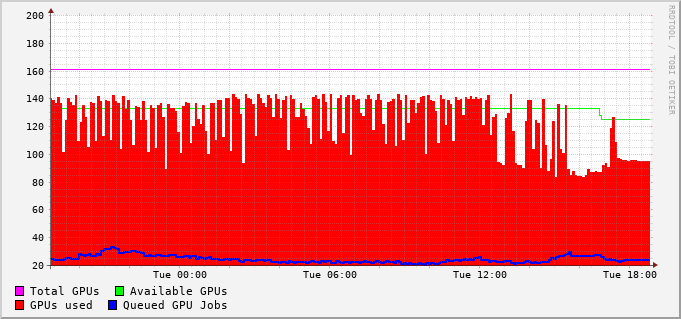 200
180
160
140
120
100
80
60
40
20
Tue 00:00 Tue 06:00 Tue 12:00 Tue 18:00
Total GPUs Available GPUs
GPUs used Queued GPU Jobs
RRDTOOL / TOBI OETIKER